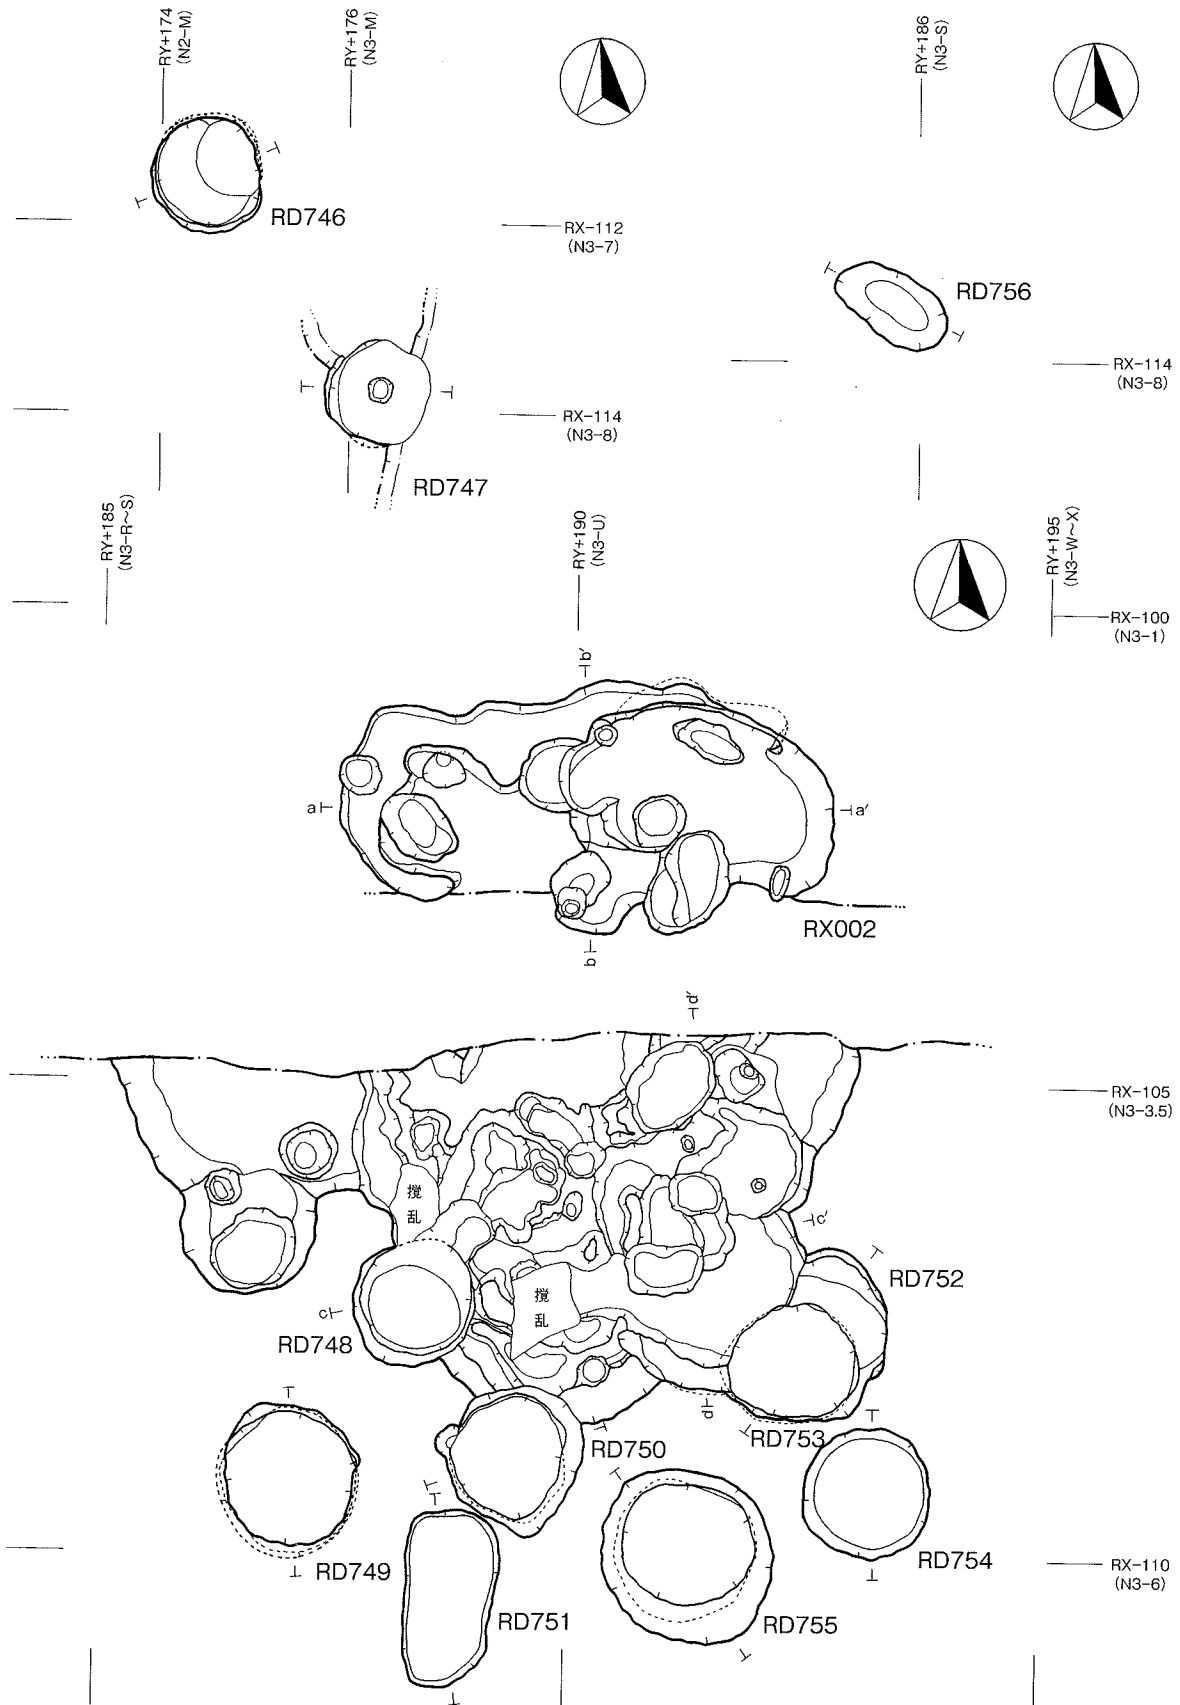 RY+174
(N2-M)
RY+176
(N3-M)
RY+186
(N3-S)
RD746
RX-112
(N3-7)
RD756
RX-114
(N3-8)
RX-114
(N3-8)
RD747
RY+185
(N3-R~S)
RY+190
(N3-U)
RY+195
(N3-W~X)
RX-100
(N3-1)
b'
a
a'
RX002
b
d'
RX-105
(N3-3.5)
撹
乱
c'
RD752
撹
乱
c
RD748
d
RD753
RD750
RD749
RD754
RX-110
(N3-6)
RD751
RD755